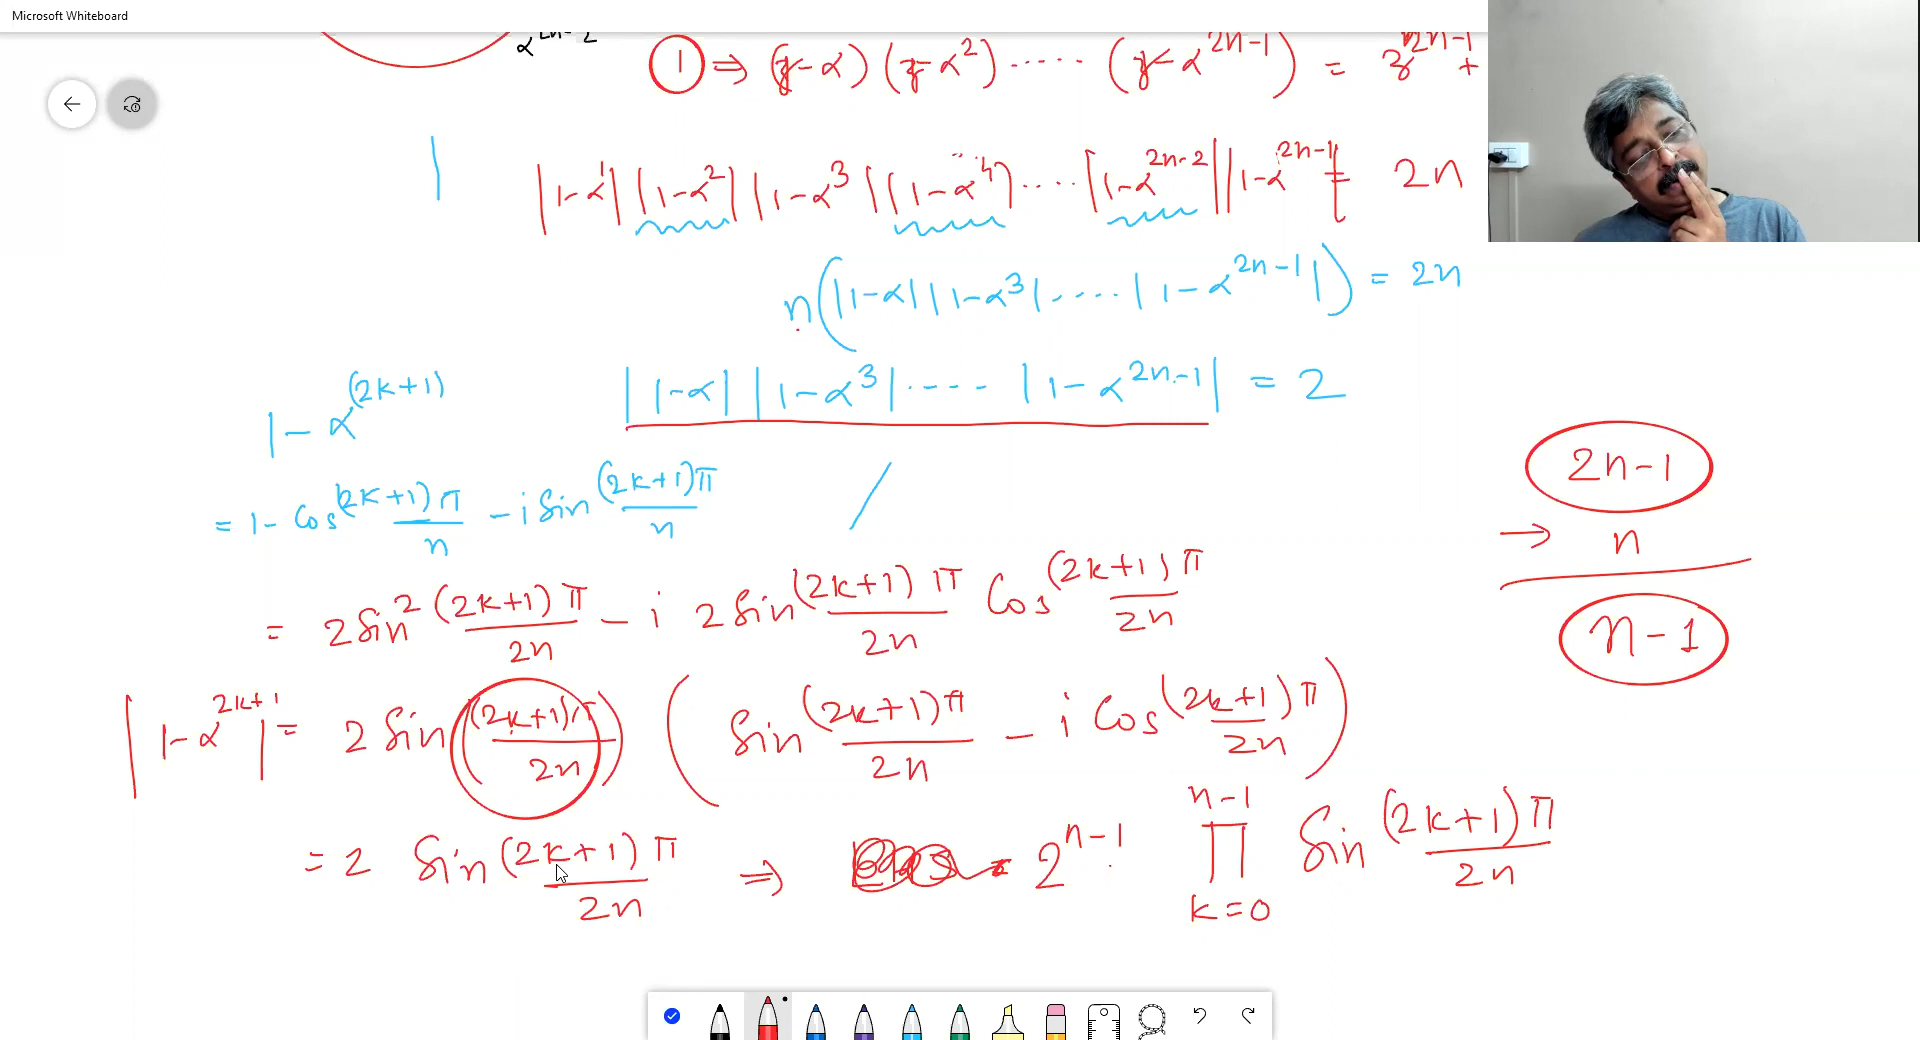 Microsoft Whiteboard
α^(2n-2)
① ⇒ (z-α) (z-α²) ..... (z-α^(2n-1)) = z^(2n-1) +
|1-α¹| |1-α²| |1-α³| |1-α⁴| .... |1-α^(2n-2)| |1-α^(2n-1)| = 2n
n(|1-α| |1-α³| ..... |1-α^(2n-1)|) = 2n
|1-α| |1-α³| ..... |1-α^(2n-1)| = 2
1-α^(2k+1)
= 1- Cos (2k+1)π/n - i Sin (2k+1)π/n
= 2 Sin² (2k+1)π/2n - i 2 Sin (2k+1)π/2n Cos (2k+1)π/2n
|1-α^(2k+1)| = 2 Sin ((2k+1)π/2n) (Sin (2k+1)π/2n - i Cos (2k+1)π/2n)
= 2 Sin (2k+1)π/2n ⇒ 2^(n-1) ∏_(k=0)^(n-1) Sin (2k+1)π/2n
2n-1
→ n
n-1